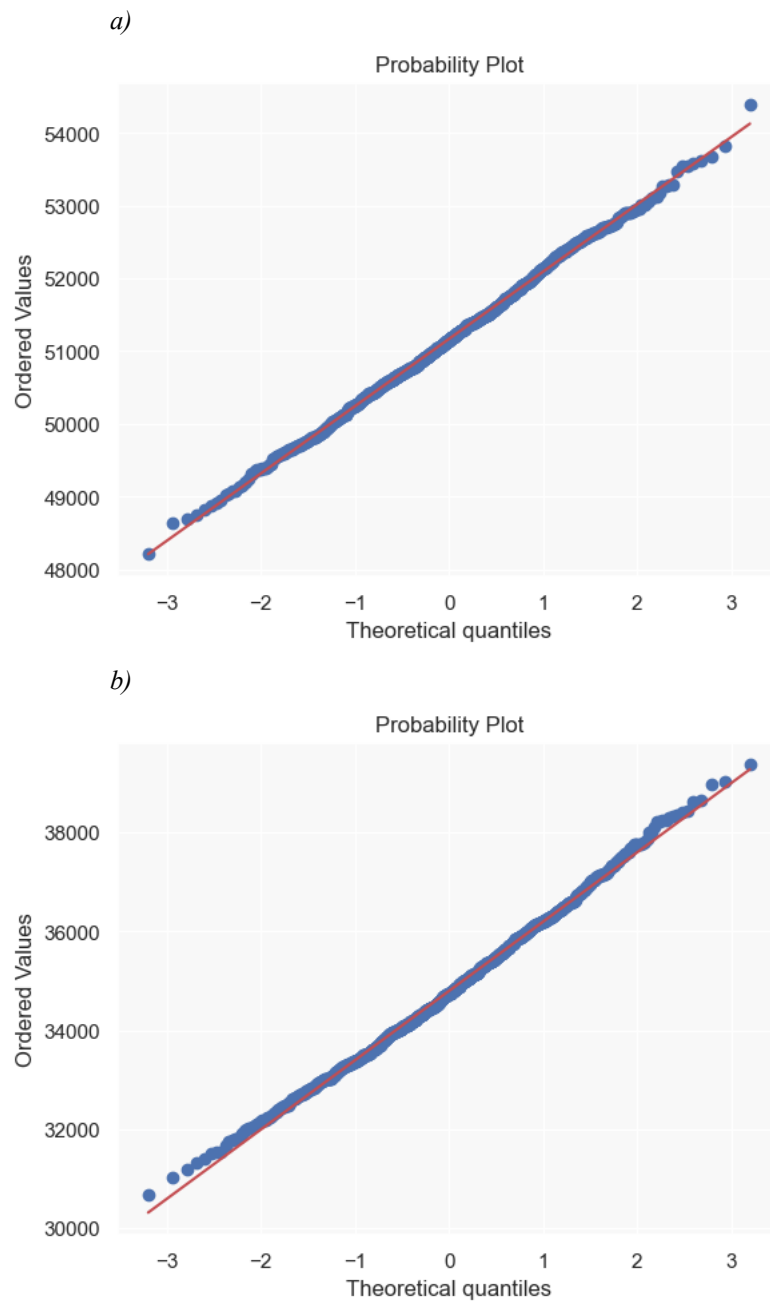 a)
Probability Plot
54000
53000
52000
51000
50000
49000
48000
Ordered Values
−3 −2 −1 0 1 2 3
Theoretical quantiles
b)
Probability Plot
38000
36000
34000
32000
30000
Ordered Values
−3 −2 −1 0 1 2 3
Theoretical quantiles